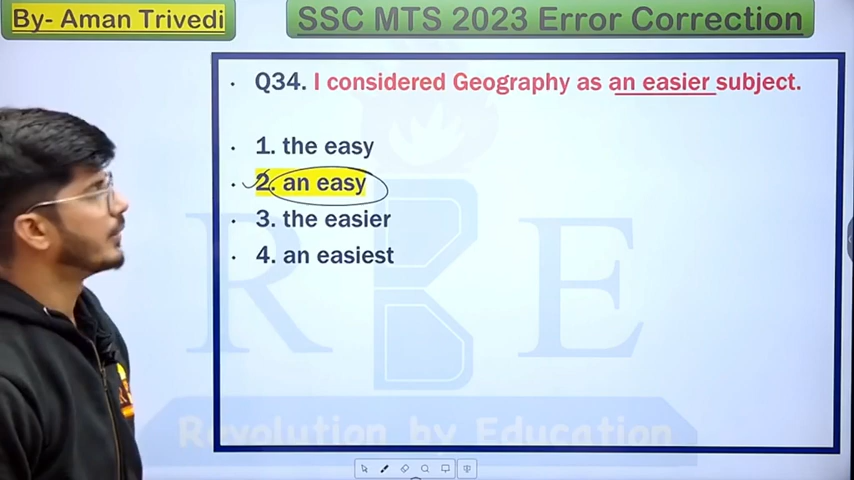 By- Aman Trivedi
SSC MTS 2023 Error Correction
• Q34. I considered Geography as an easier subject.
• 1. the easy
• 2. an easy
• 3. the easier
• 4. an easiest
RBE
Revolution by Education